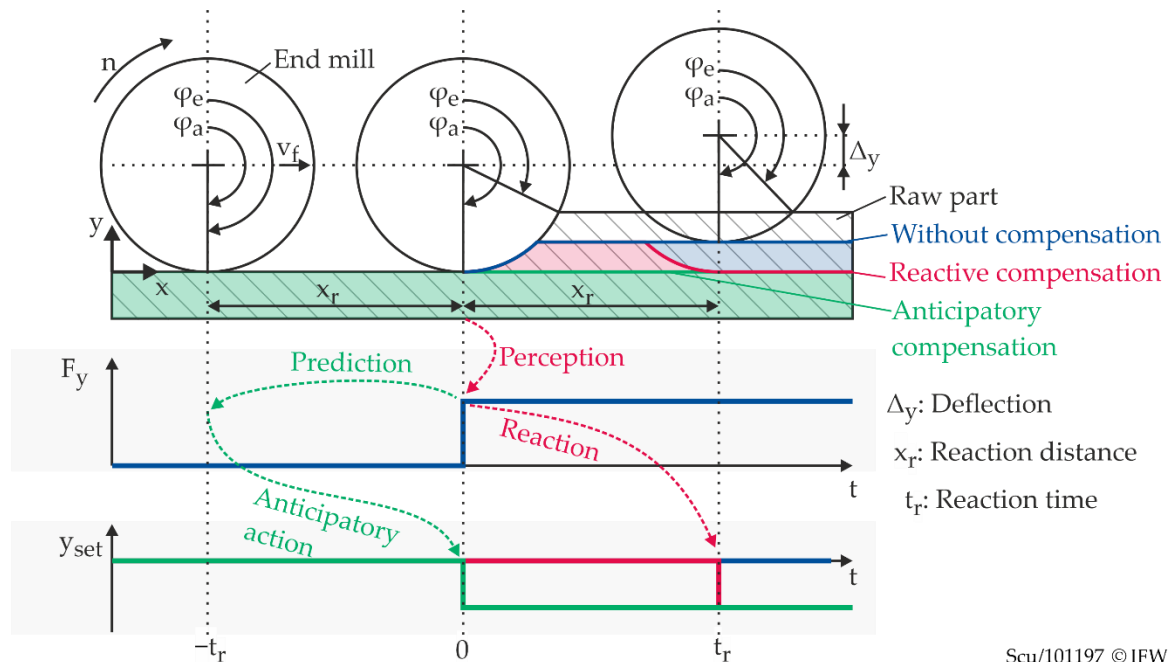 n
End mill
φe
φa
vf
φe
φa
φe
φa
Δy
Raw part
Without compensation
Reactive compensation
Anticipatory
compensation
y
x
xr
xr
Perception
Prediction
Fy
Reaction
t
Δy: Deflection
xr: Reaction distance
tr: Reaction time
Anticipatory
action
yset
t
−tr
0
tr
Scu/101197 © IFW